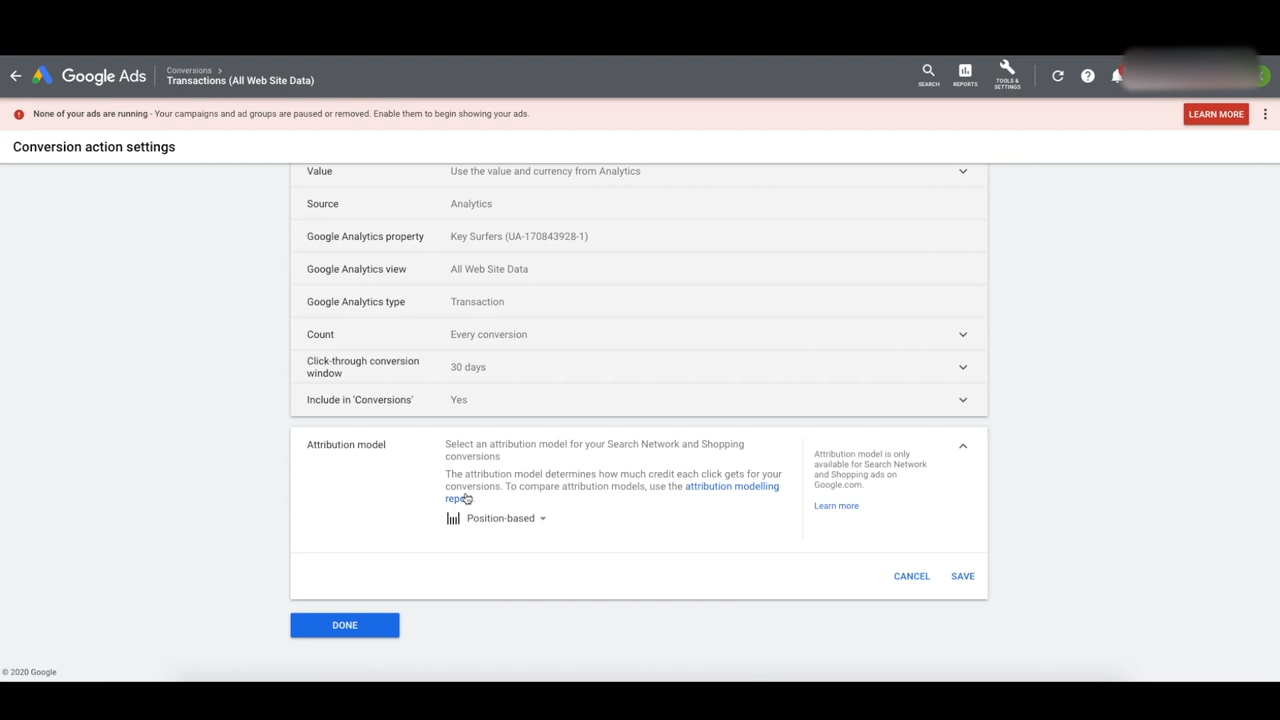 Google Ads
Conversions >
Transactions (All Web Site Data)
SEARCH
REPORTS
TOOLS &
SETTINGS
None of your ads are running - Your campaigns and ad groups are paused or removed. Enable them to begin showing your ads.
LEARN MORE
Conversion action settings
Value
Use the value and currency from Analytics
Source
Analytics
Google Analytics property
Key Surfers (UA-170843928-1)
Google Analytics view
All Web Site Data
Google Analytics type
Transaction
Count
Every conversion
Click-through conversion
window
30 days
Include in 'Conversions'
Yes
Attribution model
Select an attribution model for your Search Network and Shopping
conversions
The attribution model determines how much credit each click gets for your
conversions. To compare attribution models, use the attribution modelling
report.
Position-based
Attribution model is only
available for Search Network
and Shopping ads on
Google.com.
Learn more
CANCEL
SAVE
DONE
© 2020 Google